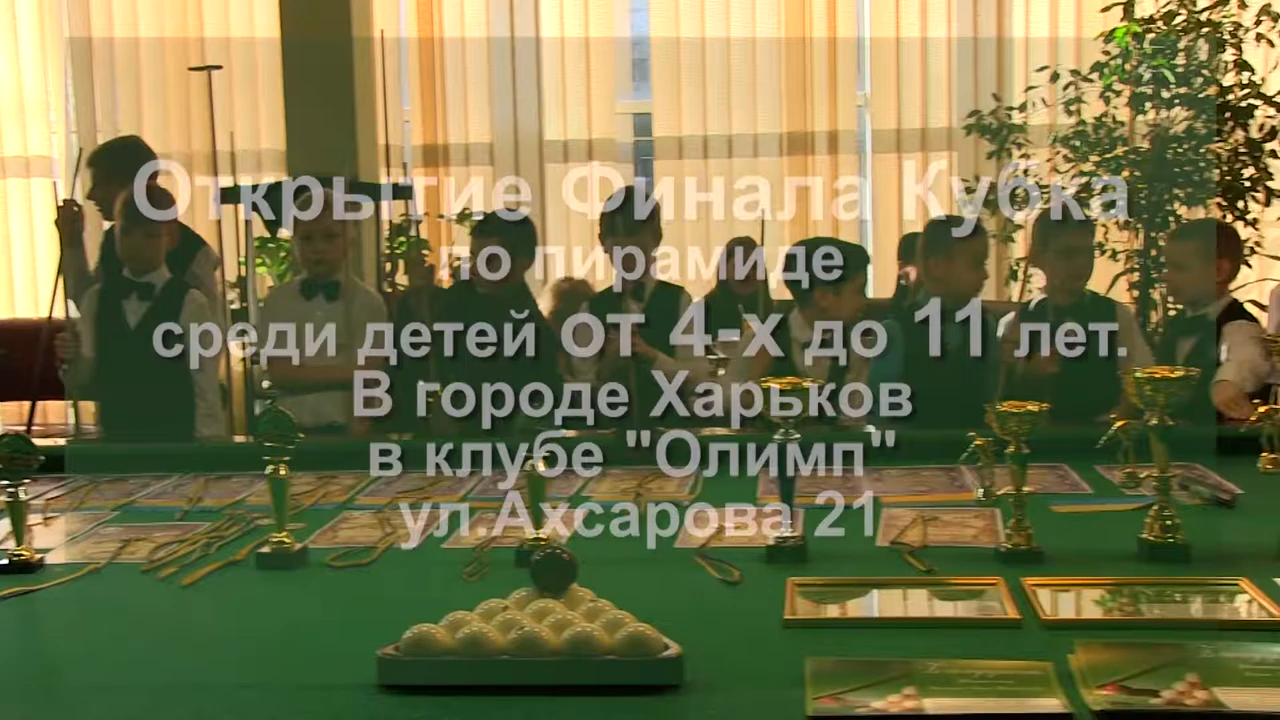 Открытие Финала Кубка
по пирамиде
среди детей от 4-х до 11 лет.
В городе Харьков
в клубе "Олимп"
ул.Ахсарова 21